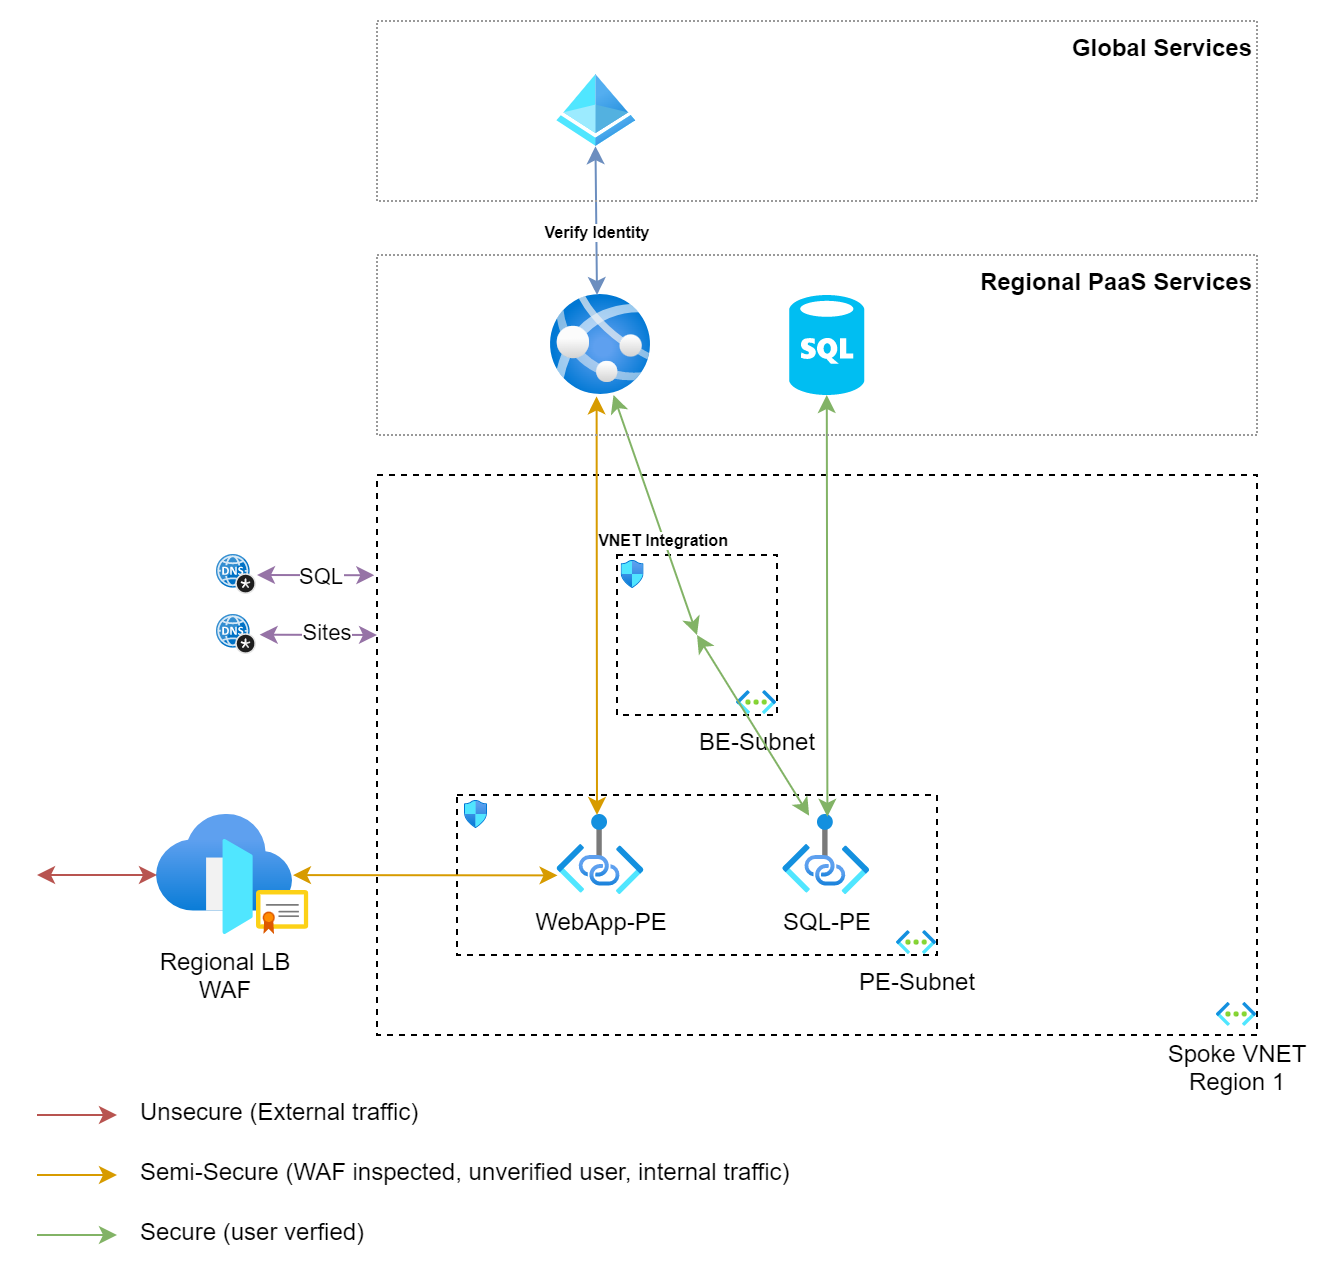 Global Services
Verify Identity
Regional PaaS Services
SQL
VNET Integration
DNS
SQL
DNS
Sites
BE-Subnet
WebApp-PE
SQL-PE
Regional LB
WAF
PE-Subnet
Spoke VNET
Region 1
Unsecure (External traffic)
Semi-Secure (WAF inspected, unverified user, internal traffic)
Secure (user verfied)